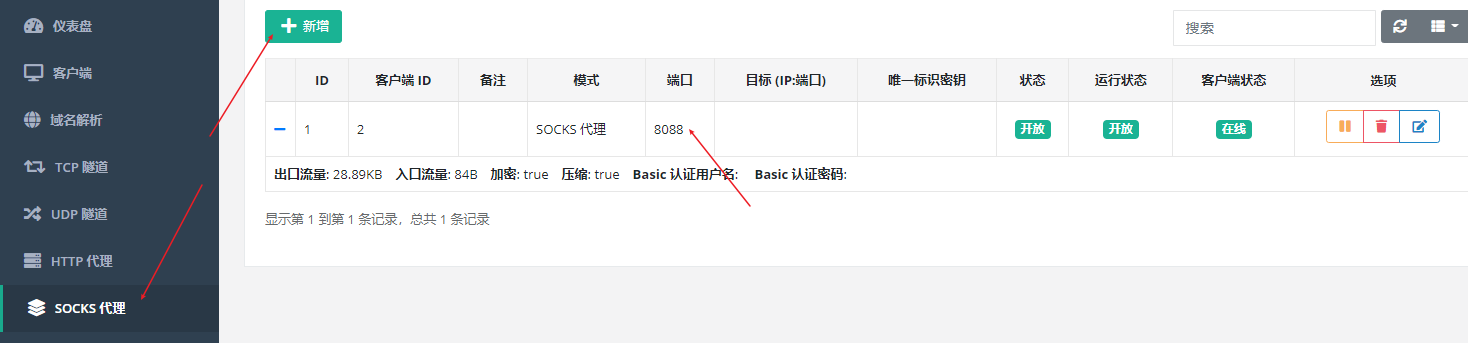 仪表盘
客户端
域名解析
TCP 隧道
UDP 隧道
HTTP 代理
SOCKS 代理
新增
搜索
ID 客户端 ID 备注 模式 端口 目标 (IP:端口) 唯一标识密钥 状态 运行状态 客户端状态 选项
1 2 SOCKS 代理 8088 开放 开放 在线
出口流量: 28.89KB 入口流量: 84B 加密: true 压缩: true Basic 认证用户名: Basic 认证密码:
显示第 1 到第 1 条记录，总共 1 条记录